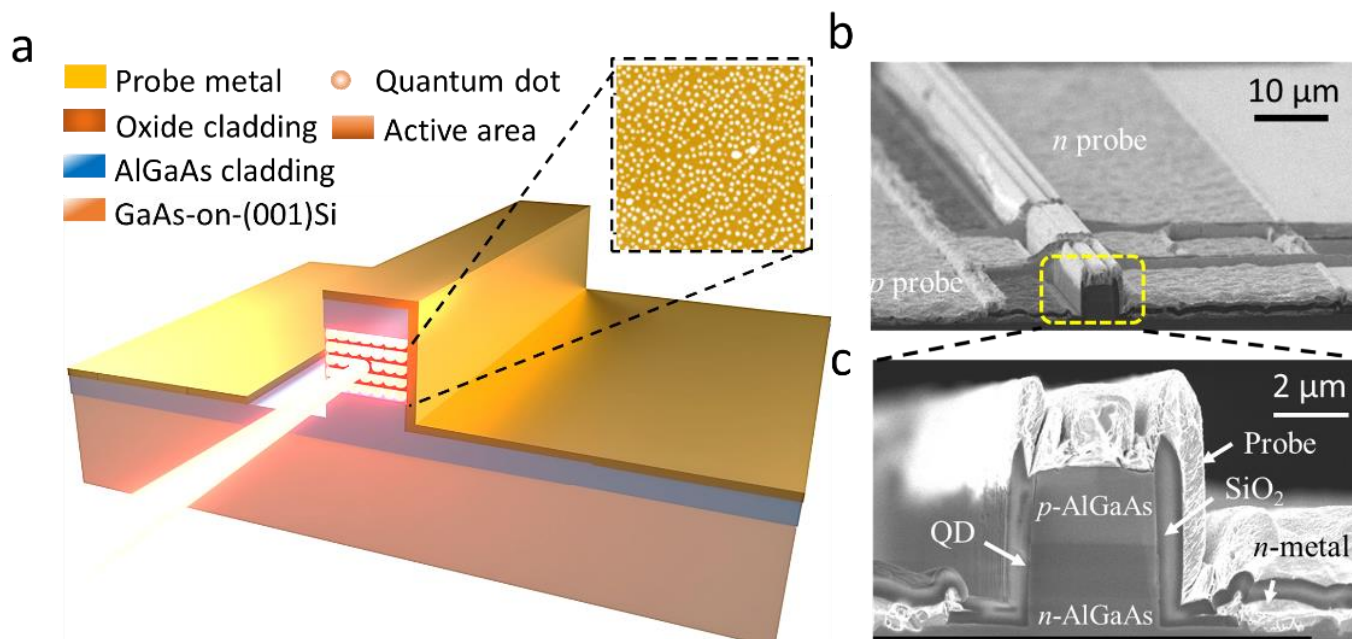 a
Probe metal
Quantum dot
Oxide cladding
Active area
AlGaAs cladding
GaAs-on-(001)Si
b
10 μm
n probe
p probe
c
2 μm
Probe
SiO₂
p-AlGaAs
QD
n-metal
n-AlGaAs